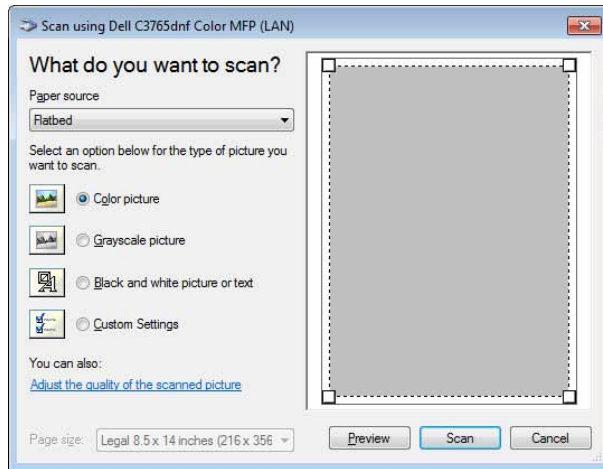 Scan using Dell C3765dnf Color MFP (LAN)
What do you want to scan?
Paper source
Flatbed
Select an option below for the type of picture you
want to scan.
Color picture
Grayscale picture
Black and white picture or text
Custom Settings
You can also:
Adjust the quality of the scanned picture
Page size: Legal 8.5 x 14 inches (216 x 356
Preview Scan Cancel